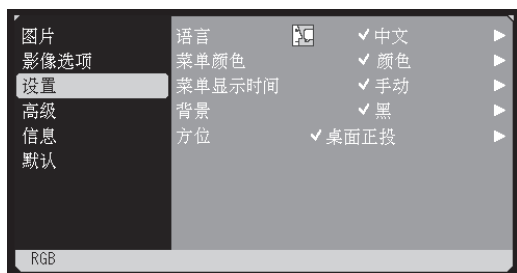 图片
影像选项
设置
高级
信息
默认
语言 ✓中文
菜单颜色 ✓颜色
菜单显示时间 ✓手动
背景 ✓黑
方位 ✓桌面正投
RGB